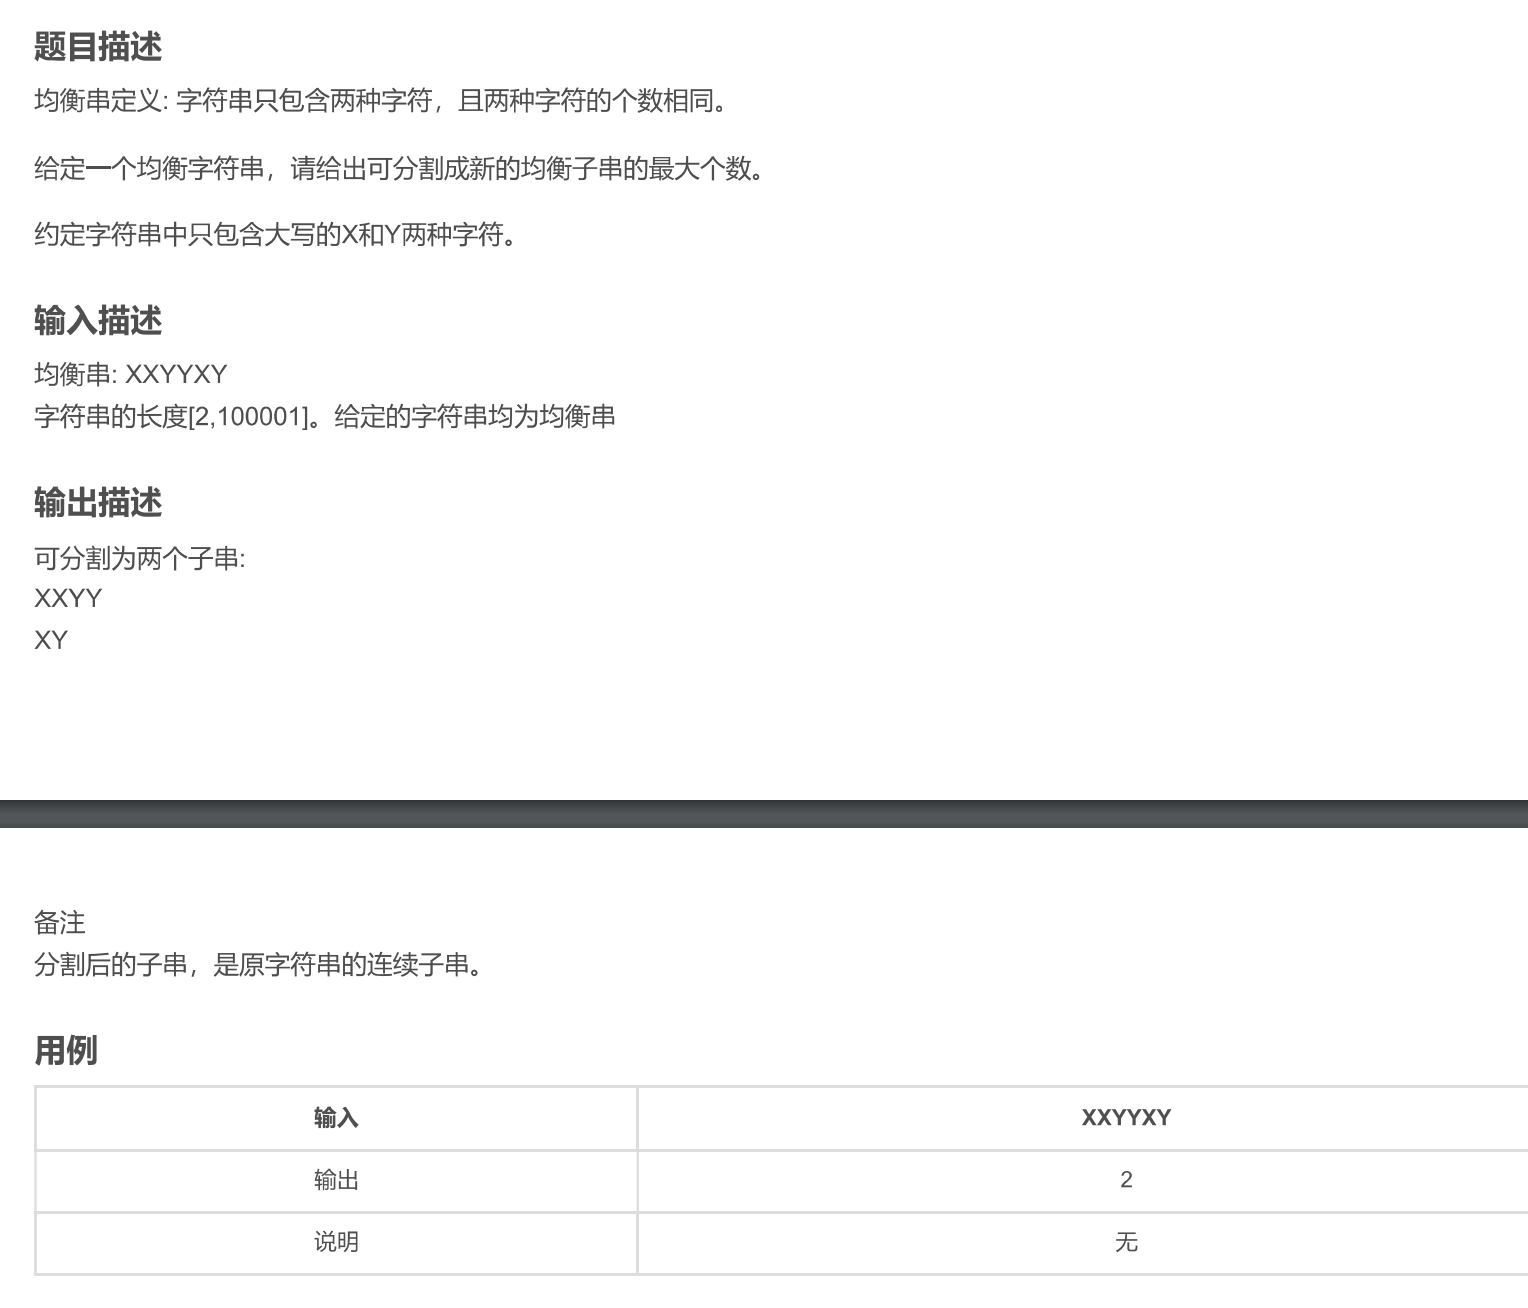 题目描述
均衡串定义: 字符串只包含两种字符，且两种字符的个数相同。
给定一个均衡字符串，请给出可分割成新的均衡子串的最大个数。
约定字符串中只包含大写的X和Y两种字符。
输入描述
均衡串: XXYYXY
字符串的长度[2,100001]。给定的字符串均为均衡串
输出描述
可分割为两个子串:
XXYY
XY
备注
分割后的子串，是原字符串的连续子串。
用例
输入 XXYYXY
输出 2
说明 无